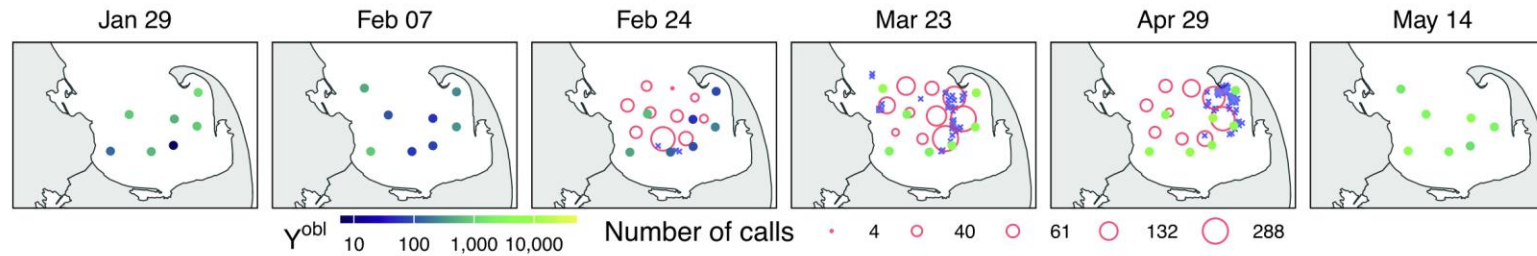 Jan 29 Feb 07 Feb 24 Mar 23 Apr 29 May 14
Yobl 10 100 1,000 10,000 Number of calls 4 40 61 132 288